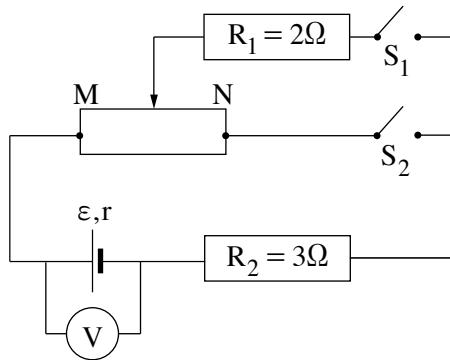 R₁ = 2Ω
S₁
M N
S₂
ε,r
R₂ = 3Ω
V